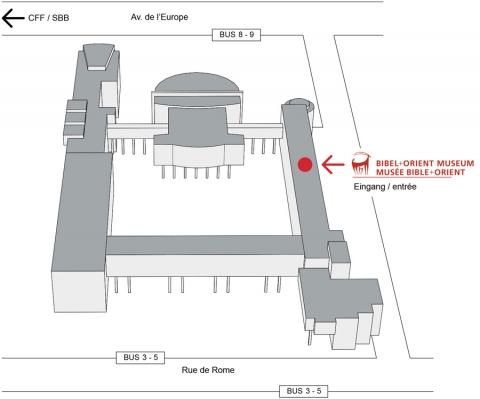 CFF / SBB
Av. de l'Europe
BUS 8 - 9
BIBEL+ORIENT MUSEUM
MUSÉE BIBLE+ORIENT
Eingang / entrée
BUS 3 - 5
Rue de Rome
BUS 3 - 5